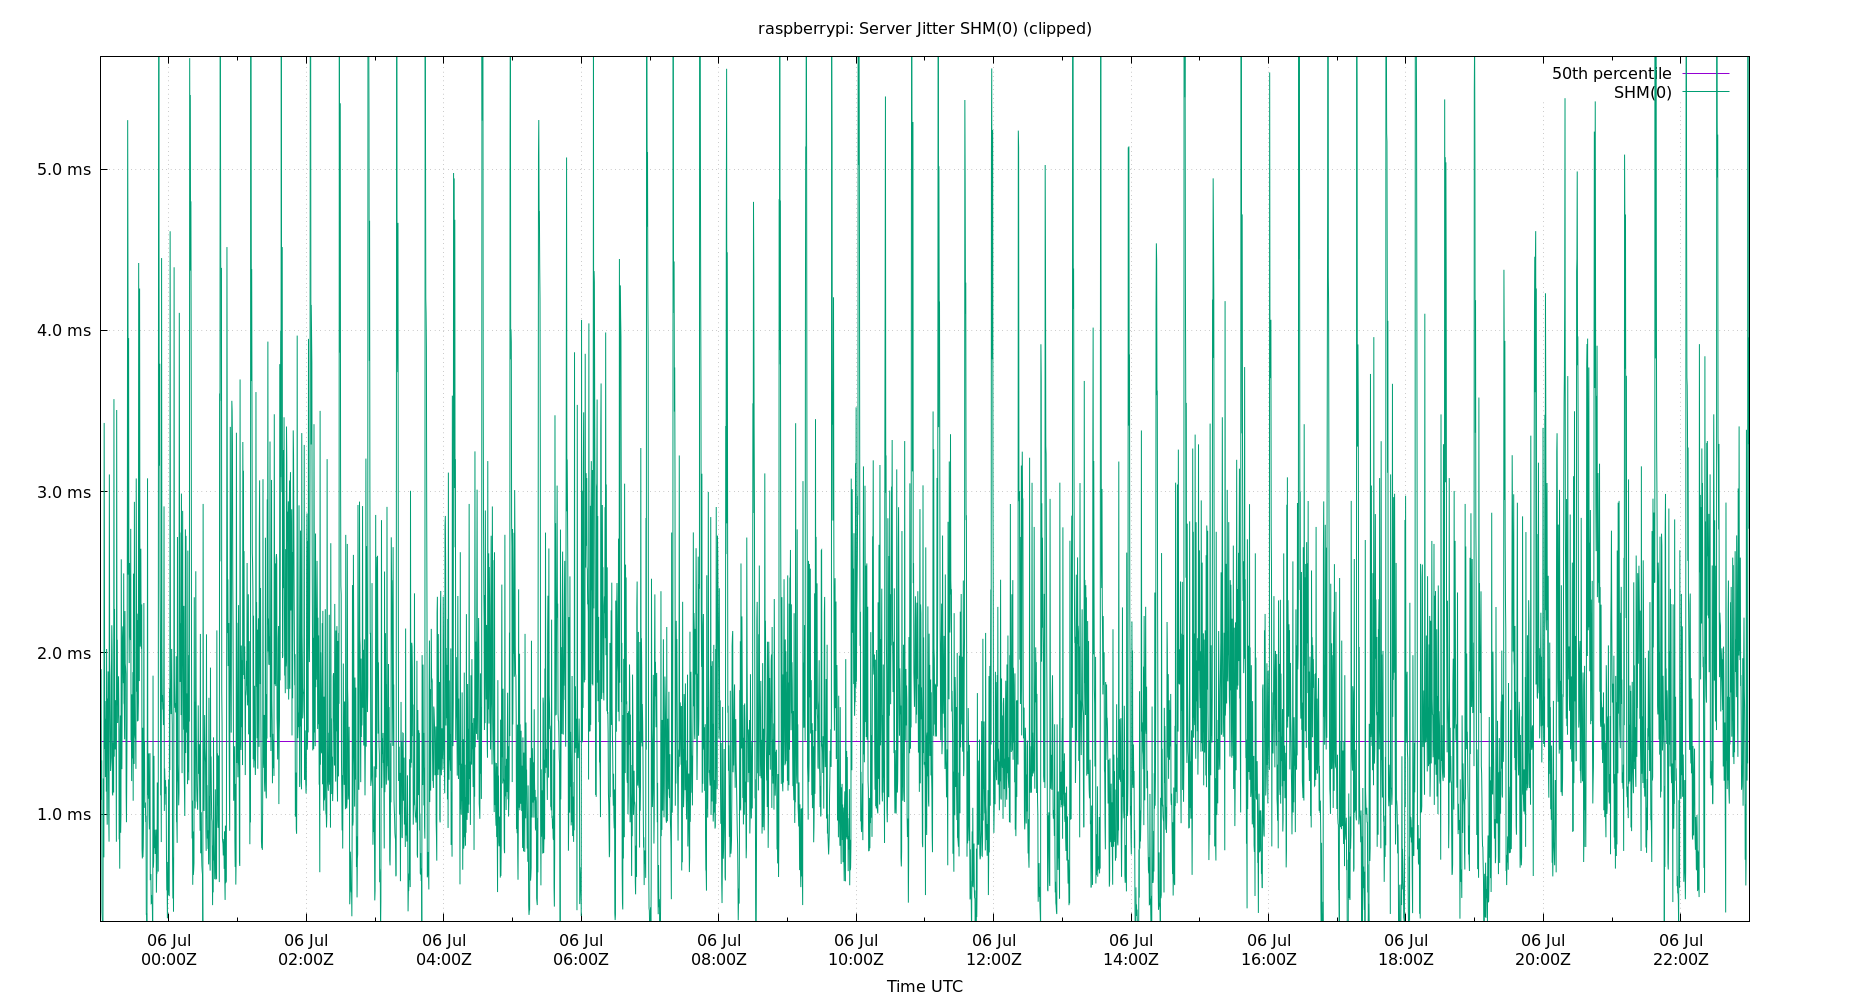 raspberrypi: Server Jitter SHM(0) (clipped)
50th percentile
SHM(0)
5.0 ms
4.0 ms
3.0 ms
2.0 ms
1.0 ms
06 Jul 06 Jul 06 Jul 06 Jul 06 Jul 06 Jul 06 Jul 06 Jul 06 Jul 06 Jul 06 Jul 06 Jul
00:00Z 02:00Z 04:00Z 06:00Z 08:00Z 10:00Z 12:00Z 14:00Z 16:00Z 18:00Z 20:00Z 22:00Z
Time UTC